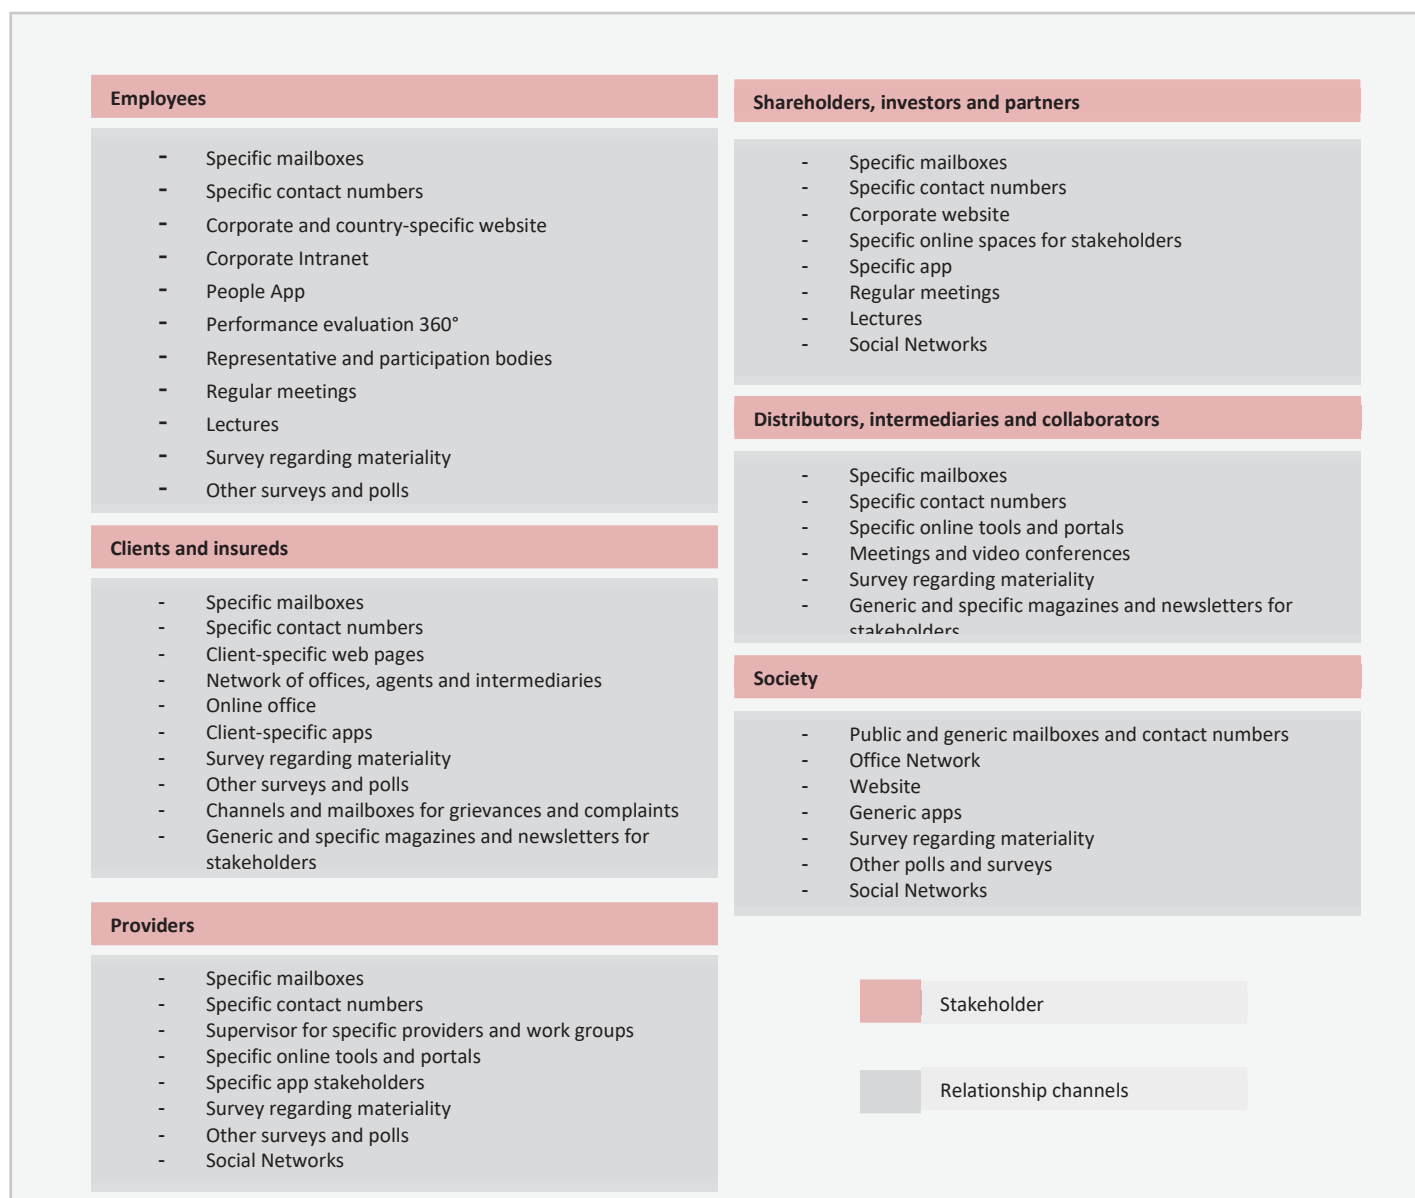 Employees
- Specific mailboxes
- Specific contact numbers
- Corporate and country-specific website
- Corporate Intranet
- People App
- Performance evaluation 360°
- Representative and participation bodies
- Regular meetings
- Lectures
- Survey regarding materiality
- Other surveys and polls
Clients and insureds
- Specific mailboxes
- Specific contact numbers
- Client-specific web pages
- Network of offices, agents and intermediaries
- Online office
- Client-specific apps
- Survey regarding materiality
- Other surveys and polls
- Channels and mailboxes for grievances and complaints
- Generic and specific magazines and newsletters for
stakeholders
Providers
- Specific mailboxes
- Specific contact numbers
- Supervisor for specific providers and work groups
- Specific online tools and portals
- Specific app stakeholders
- Survey regarding materiality
- Other surveys and polls
- Social Networks
Shareholders, investors and partners
- Specific mailboxes
- Specific contact numbers
- Corporate website
- Specific online spaces for stakeholders
- Specific app
- Regular meetings
- Lectures
- Social Networks
Distributors, intermediaries and collaborators
- Specific mailboxes
- Specific contact numbers
- Specific online tools and portals
- Meetings and video conferences
- Survey regarding materiality
- Generic and specific magazines and newsletters for
stakeholders
Society
- Public and generic mailboxes and contact numbers
- Office Network
- Website
- Generic apps
- Survey regarding materiality
- Other polls and surveys
- Social Networks
Stakeholder
Relationship channels